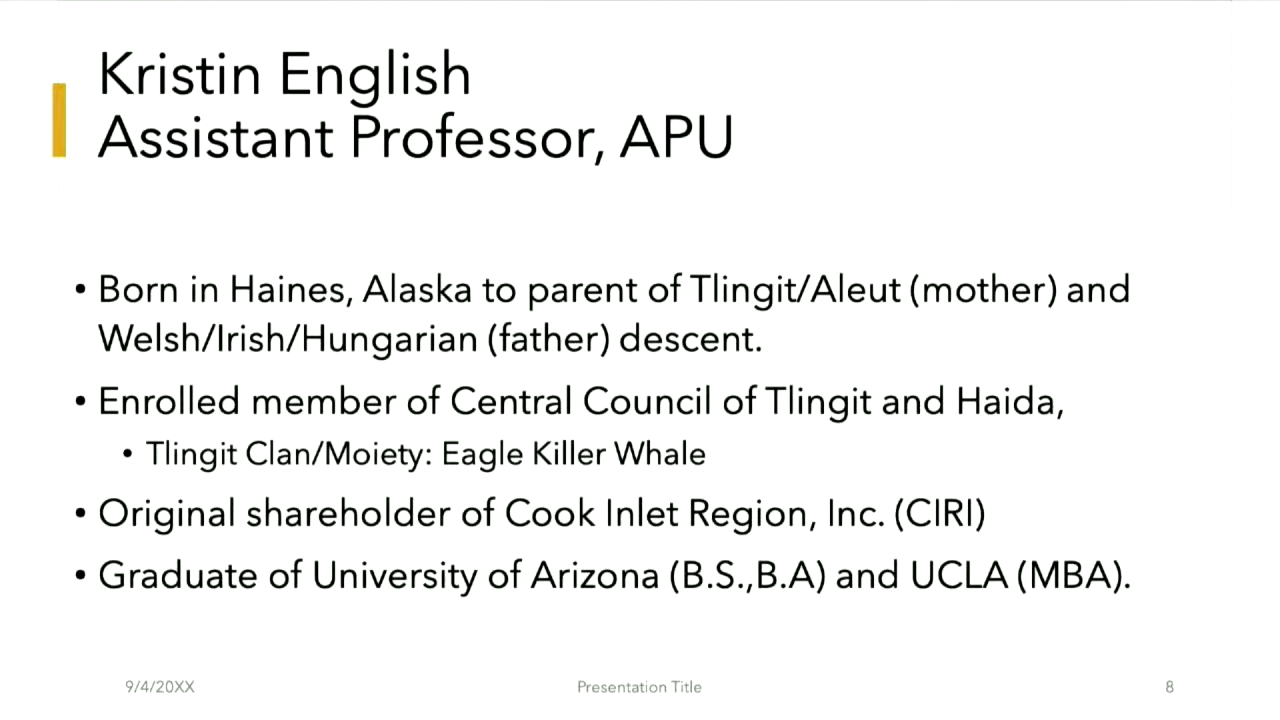 Kristin English
Assistant Professor, APU
• Born in Haines, Alaska to parent of Tlingit/Aleut (mother) and
Welsh/Irish/Hungarian (father) descent.
• Enrolled member of Central Council of Tlingit and Haida,
• Tlingit Clan/Moiety: Eagle Killer Whale
• Original shareholder of Cook Inlet Region, Inc. (CIRI)
• Graduate of University of Arizona (B.S.,B.A) and UCLA (MBA).
9/4/20XX
Presentation Title
8